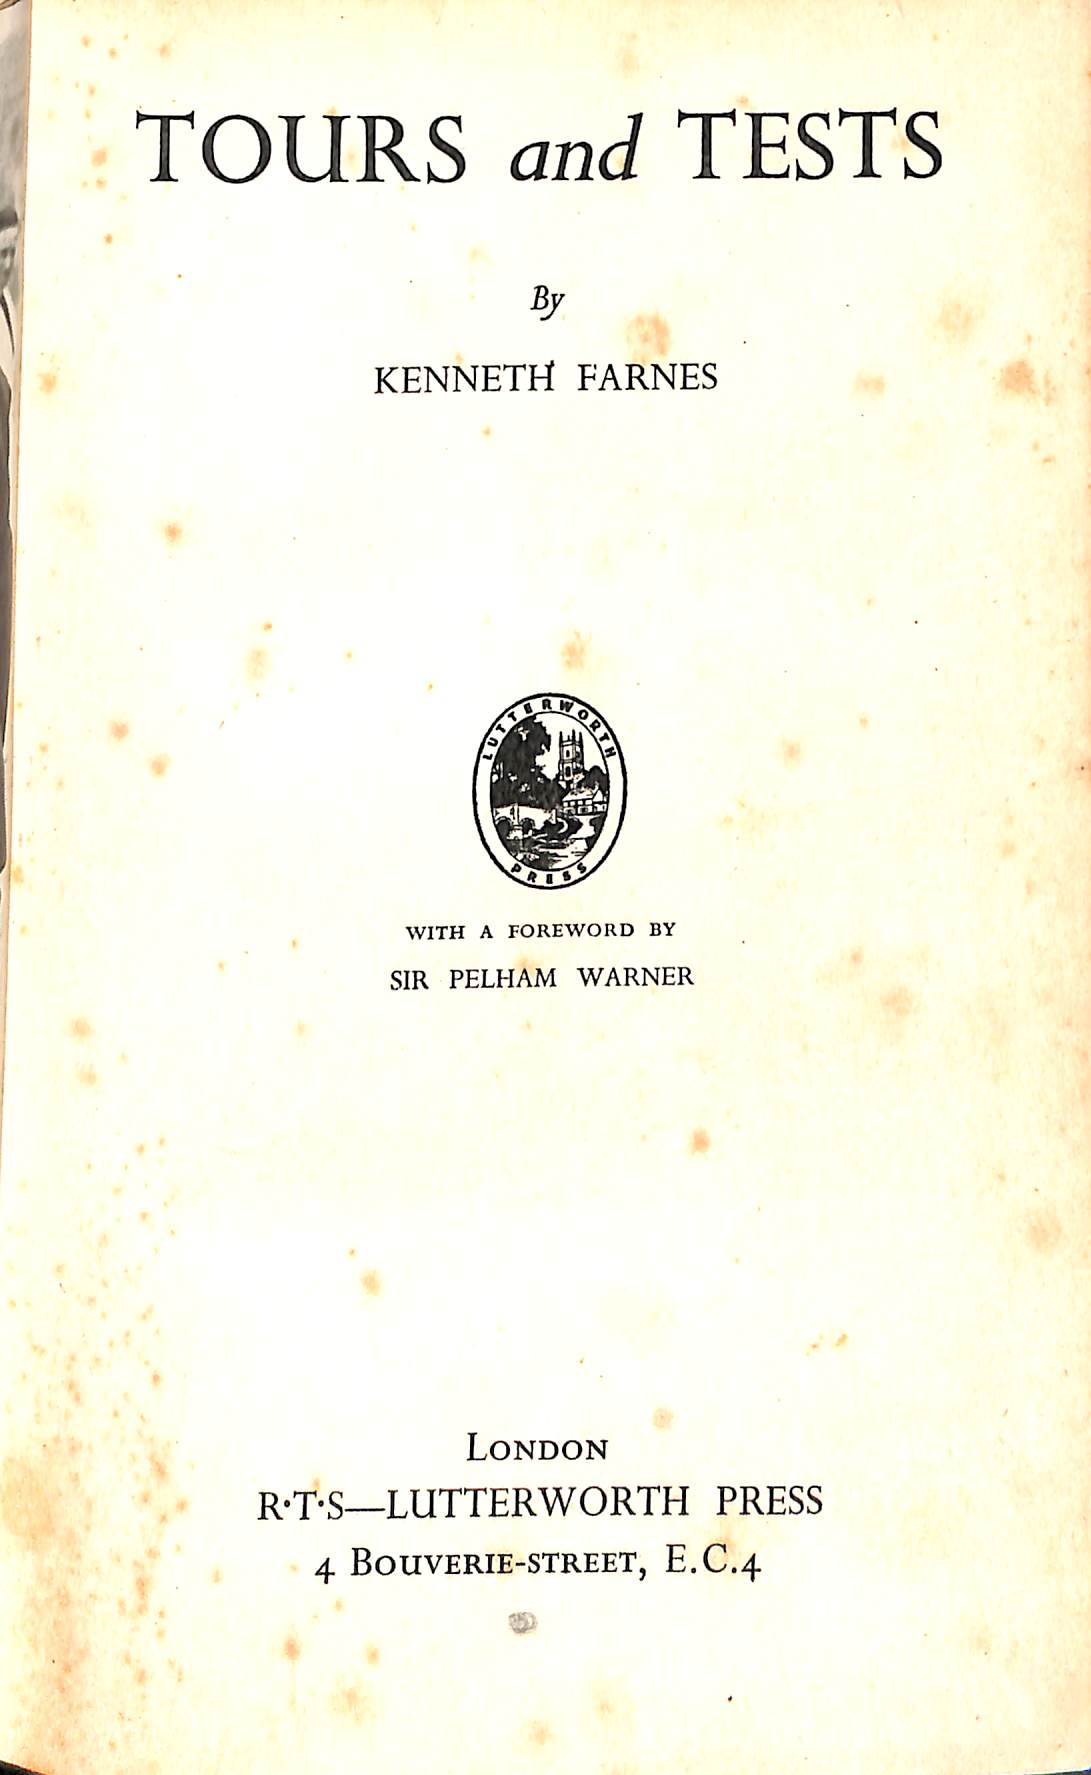 TOURS and TESTS
By
KENNETH FARNES
LUTTERWORTH
PRESS
WITH A FOREWORD BY
SIR PELHAM WARNER
LONDON
R·T·S—LUTTERWORTH PRESS
4 BOUVERIE-STREET, E.C.4